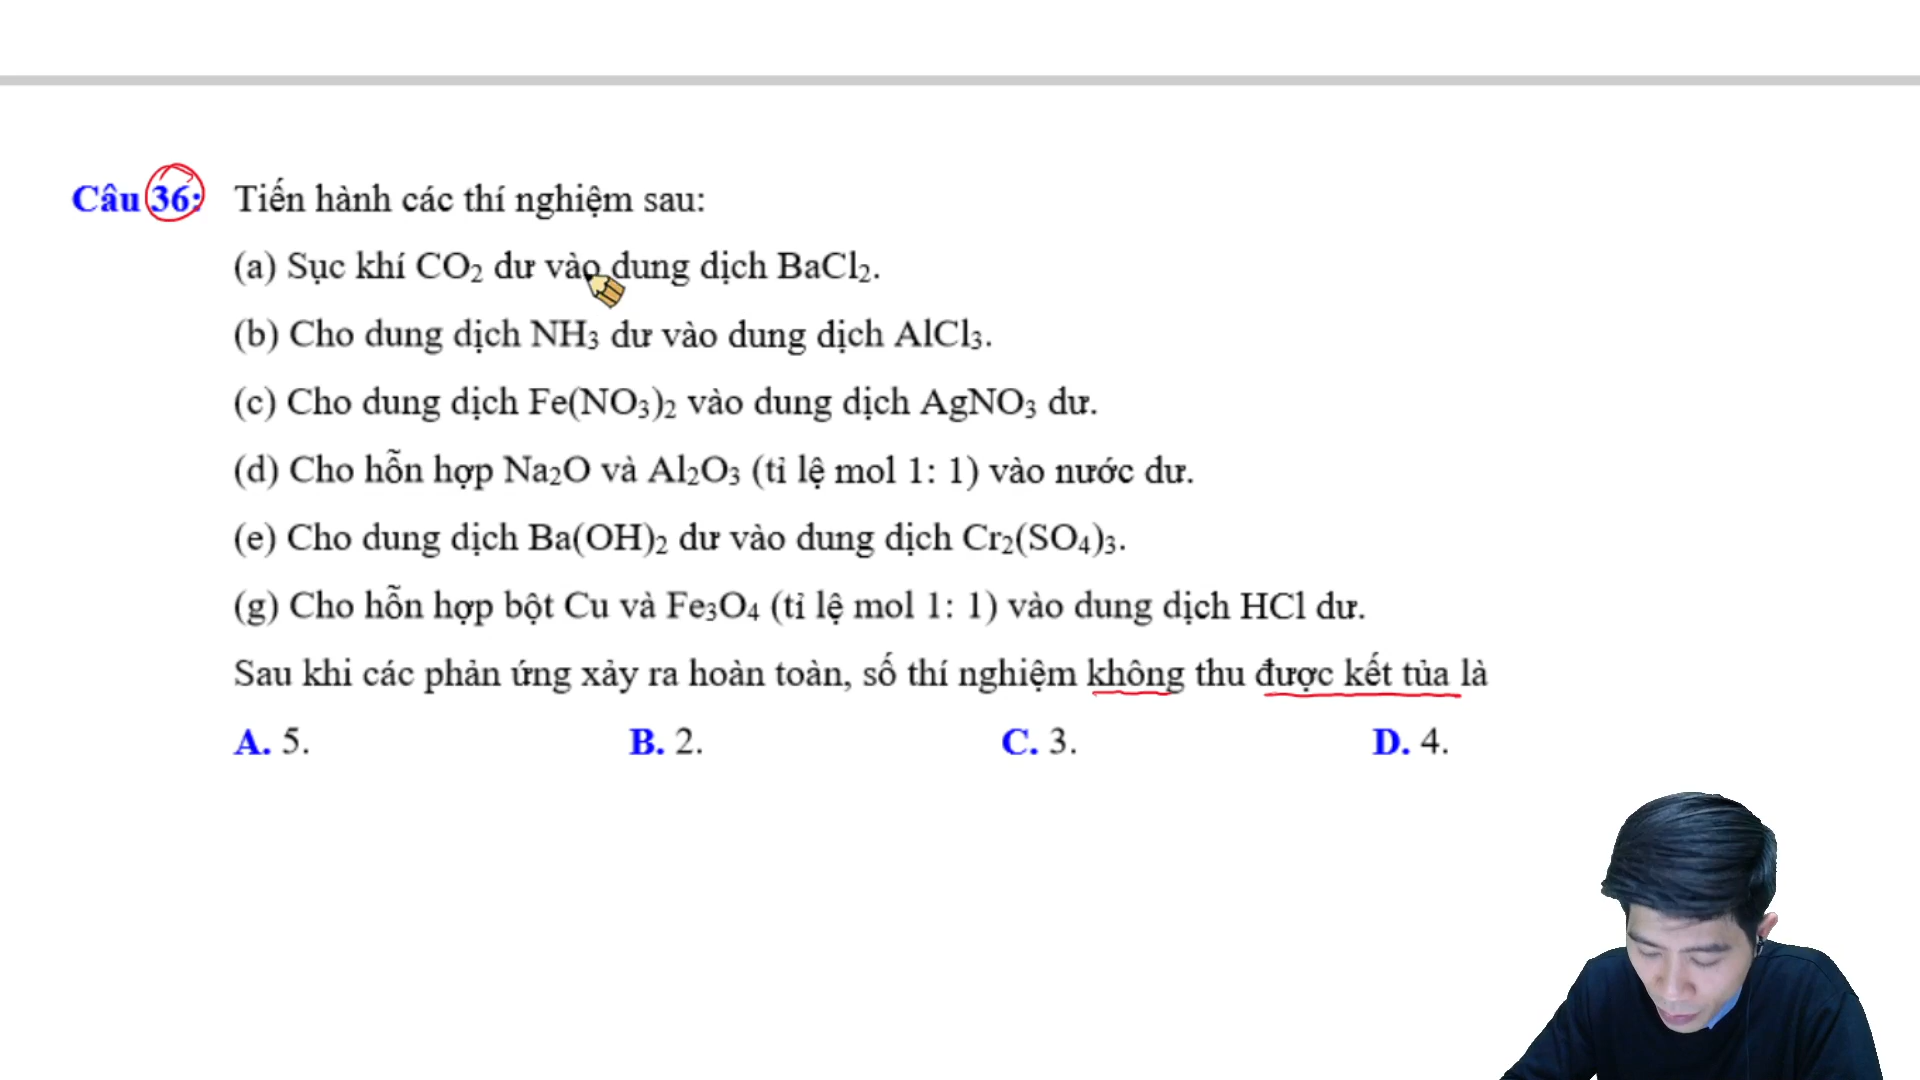 Câu 36: Tiến hành các thí nghiệm sau:
(a) Sục khí CO₂ dư vào dung dịch BaCl₂.
(b) Cho dung dịch NH₃ dư vào dung dịch AlCl₃.
(c) Cho dung dịch Fe(NO₃)₂ vào dung dịch AgNO₃ dư.
(d) Cho hỗn hợp Na₂O và Al₂O₃ (tỉ lệ mol 1: 1) vào nước dư.
(e) Cho dung dịch Ba(OH)₂ dư vào dung dịch Cr₂(SO₄)₃.
(g) Cho hỗn hợp bột Cu và Fe₃O₄ (tỉ lệ mol 1: 1) vào dung dịch HCl dư.
Sau khi các phản ứng xảy ra hoàn toàn, số thí nghiệm không thu được kết tủa là
A. 5. B. 2. C. 3. D. 4.